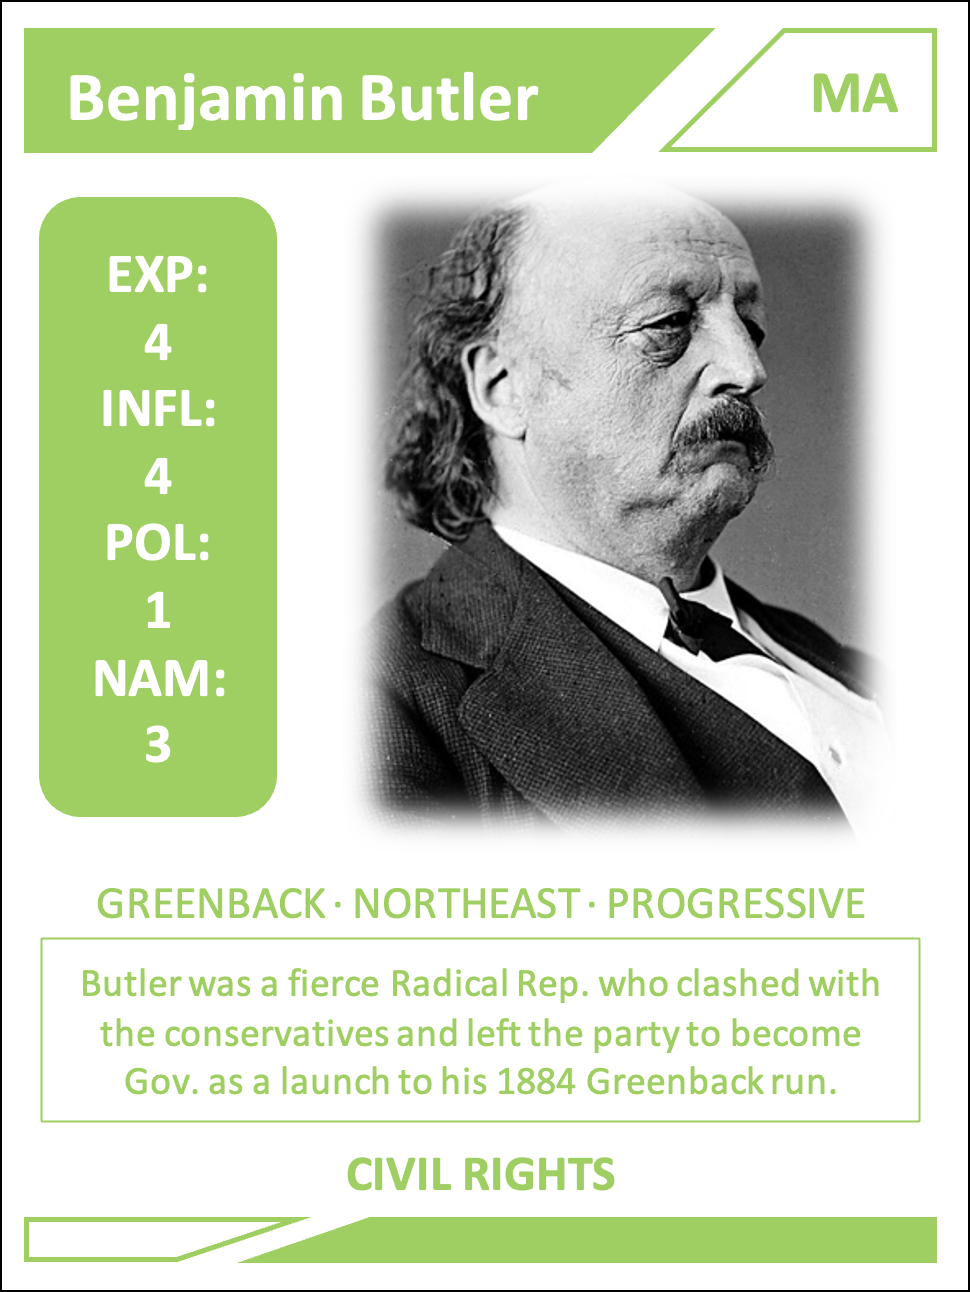 Benjamin Butler
MA
EXP:
4
INFL:
4
POL:
1
NAM:
3
GREENBACK · NORTHEAST · PROGRESSIVE
Butler was a fierce Radical Rep. who clashed with
the conservatives and left the party to become
Gov. as a launch to his 1884 Greenback run.
CIVIL RIGHTS